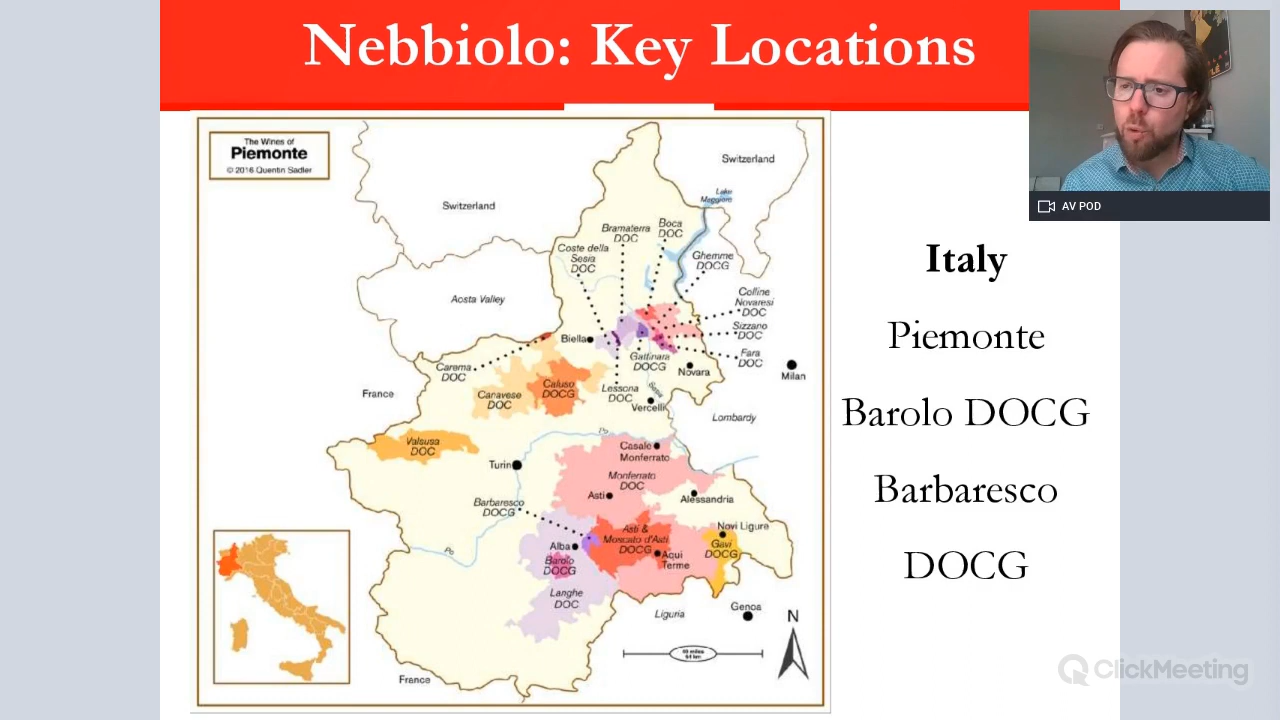 Nebbiolo: Key Locations
The Wines of
Piemonte
© 2016 Quentin Sadler
Switzerland
Switzerland
Lake
Maggiore
Bramaterra
DOC
Boca
DOC
Coste della
Sesia
DOC
Ghemme
DOCG
Aosta Valley
Colline
Novaresi
DOC
Sizzano
DOC
Fara
DOC
Biella
Gattinara
DOCG
Novara
Milan
Carema
DOC
Caluso
DOCG
Canavese
DOC
Lessona
DOC
Sesia
Vercelli
France
Lombardy
Valsusa
DOC
Po
Turin
Casale
Monferrato
Monferrato
DOC
Asti
Alessandria
Barbaresco
DOCG
Novi Ligure
Asti &
Moscato d'Asti
DOCG
Gavi
DOCG
Po
Alba
Acqui
Terme
Barolo
DOCG
Langhe
DOC
Liguria
Genoa
N
France
AV POD
Italy
Piemonte
Barolo DOCG
Barbaresco
DOCG
ClickMeeting